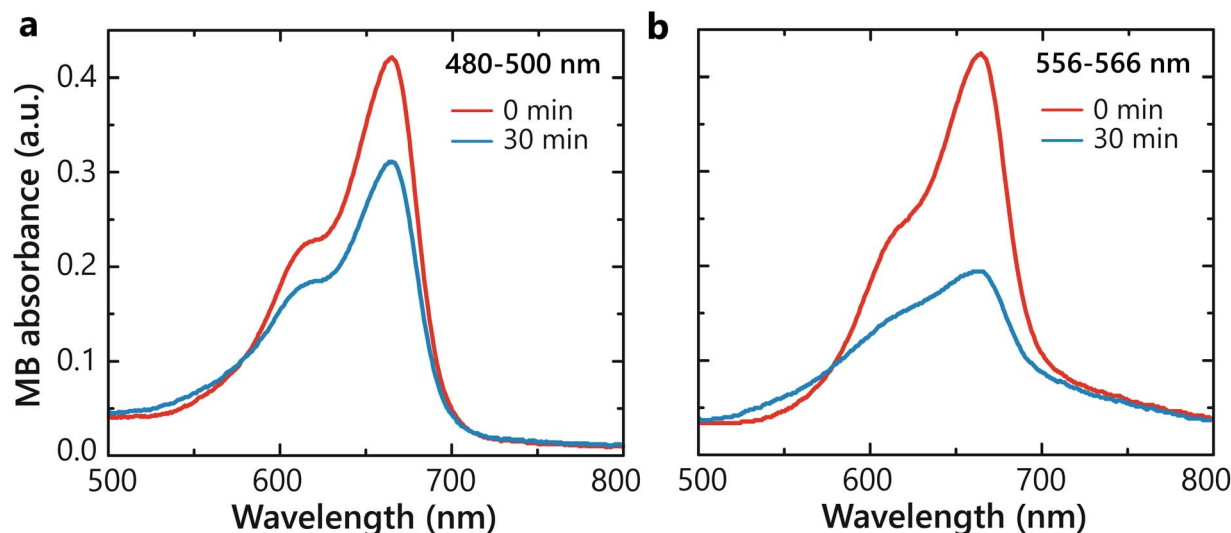 a
480-500 nm
0 min
30 min
MB absorbance (a.u.)
0.4
0.3
0.2
0.1
0.0
500 600 700 800
Wavelength (nm)
b
556-566 nm
0 min
30 min
500 600 700 800
Wavelength (nm)